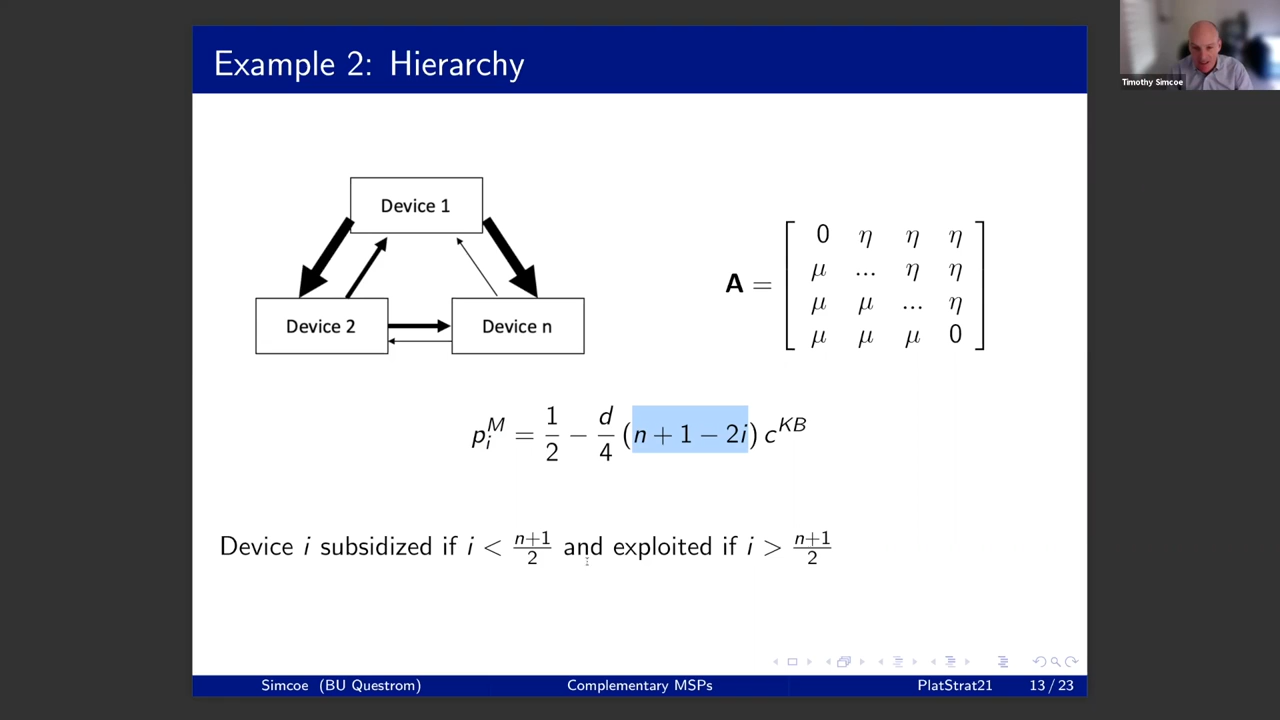 Example 2: Hierarchy
Timothy Simcoe
Device 1
Device 2
Device n
A = [ 0 η η η
μ ... η η
μ μ ... η
μ μ μ 0 ]
p_i^M = 1/2 − d/4 (n + 1 − 2i) c^{KB}
Device i subsidized if i < n+1/2 and exploited if i > n+1/2
Simcoe (BU Questrom) Complementary MSPs PlatStrat21 13 / 23